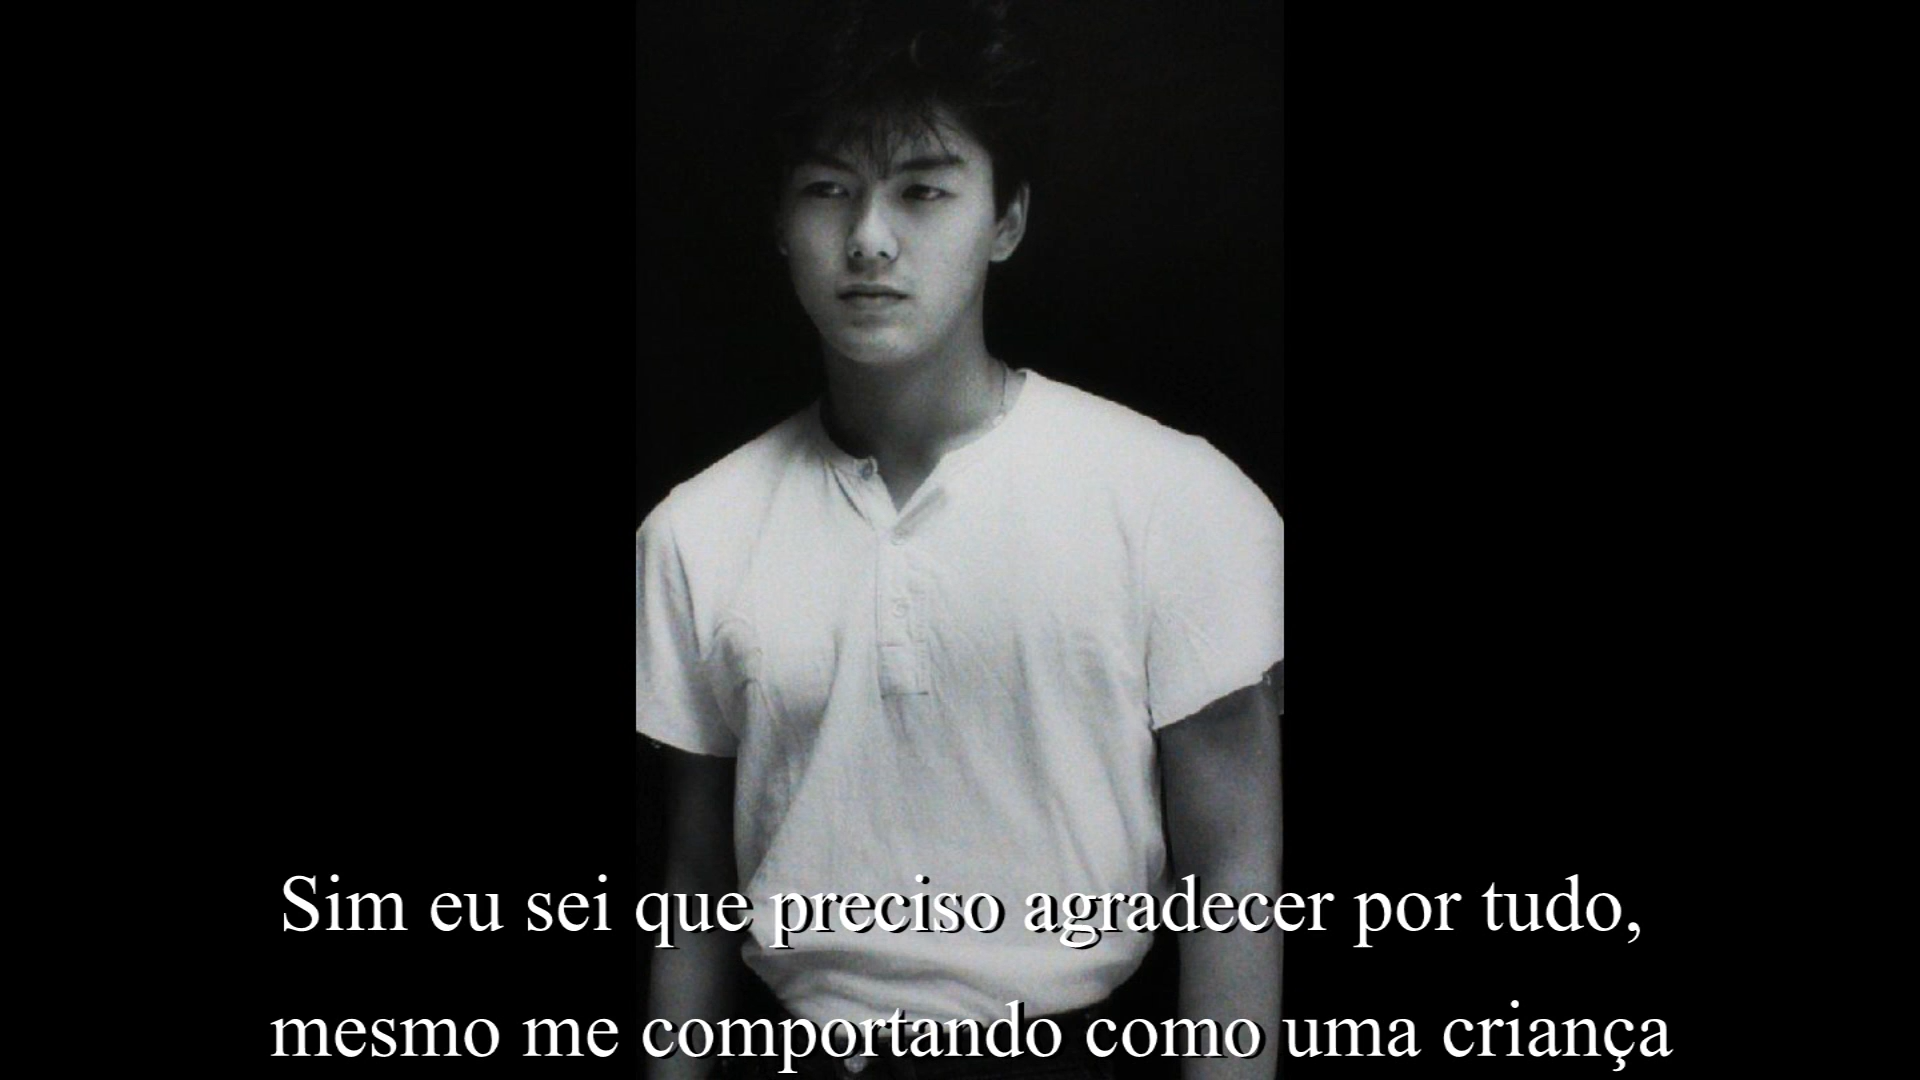 Sim eu sei que preciso agradecer por tudo,
mesmo me comportando como uma criança